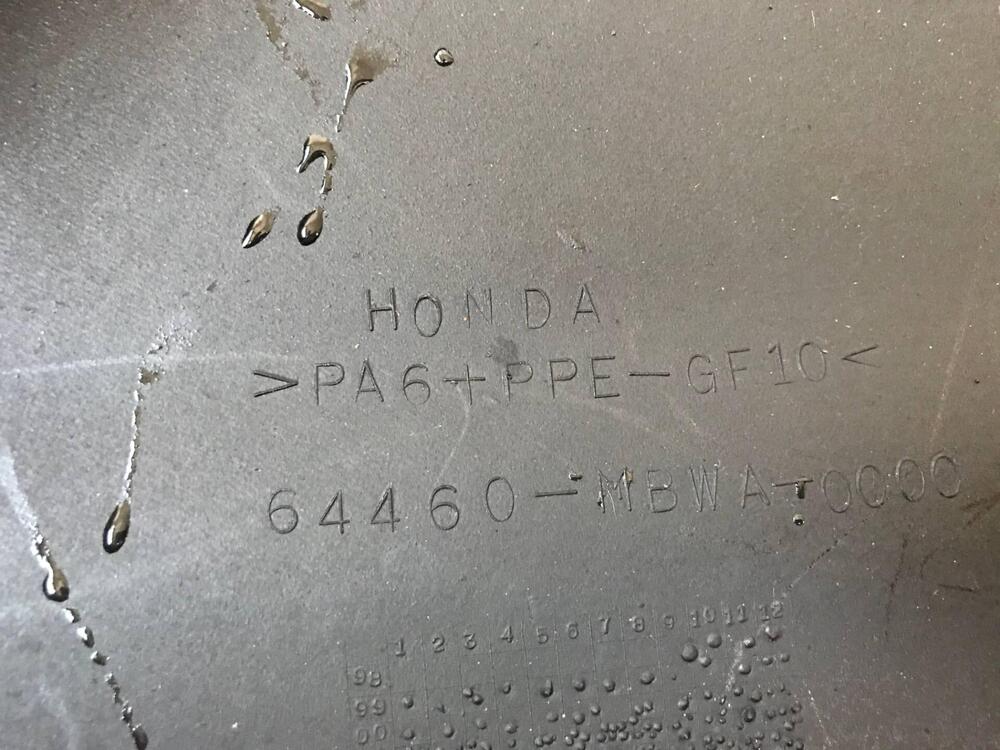 HONDA
>PA6+PPE-GF10<
64460-MBWA-0000
1 2 3 4 5 6 7 8 9 10 11 12
98
99
00